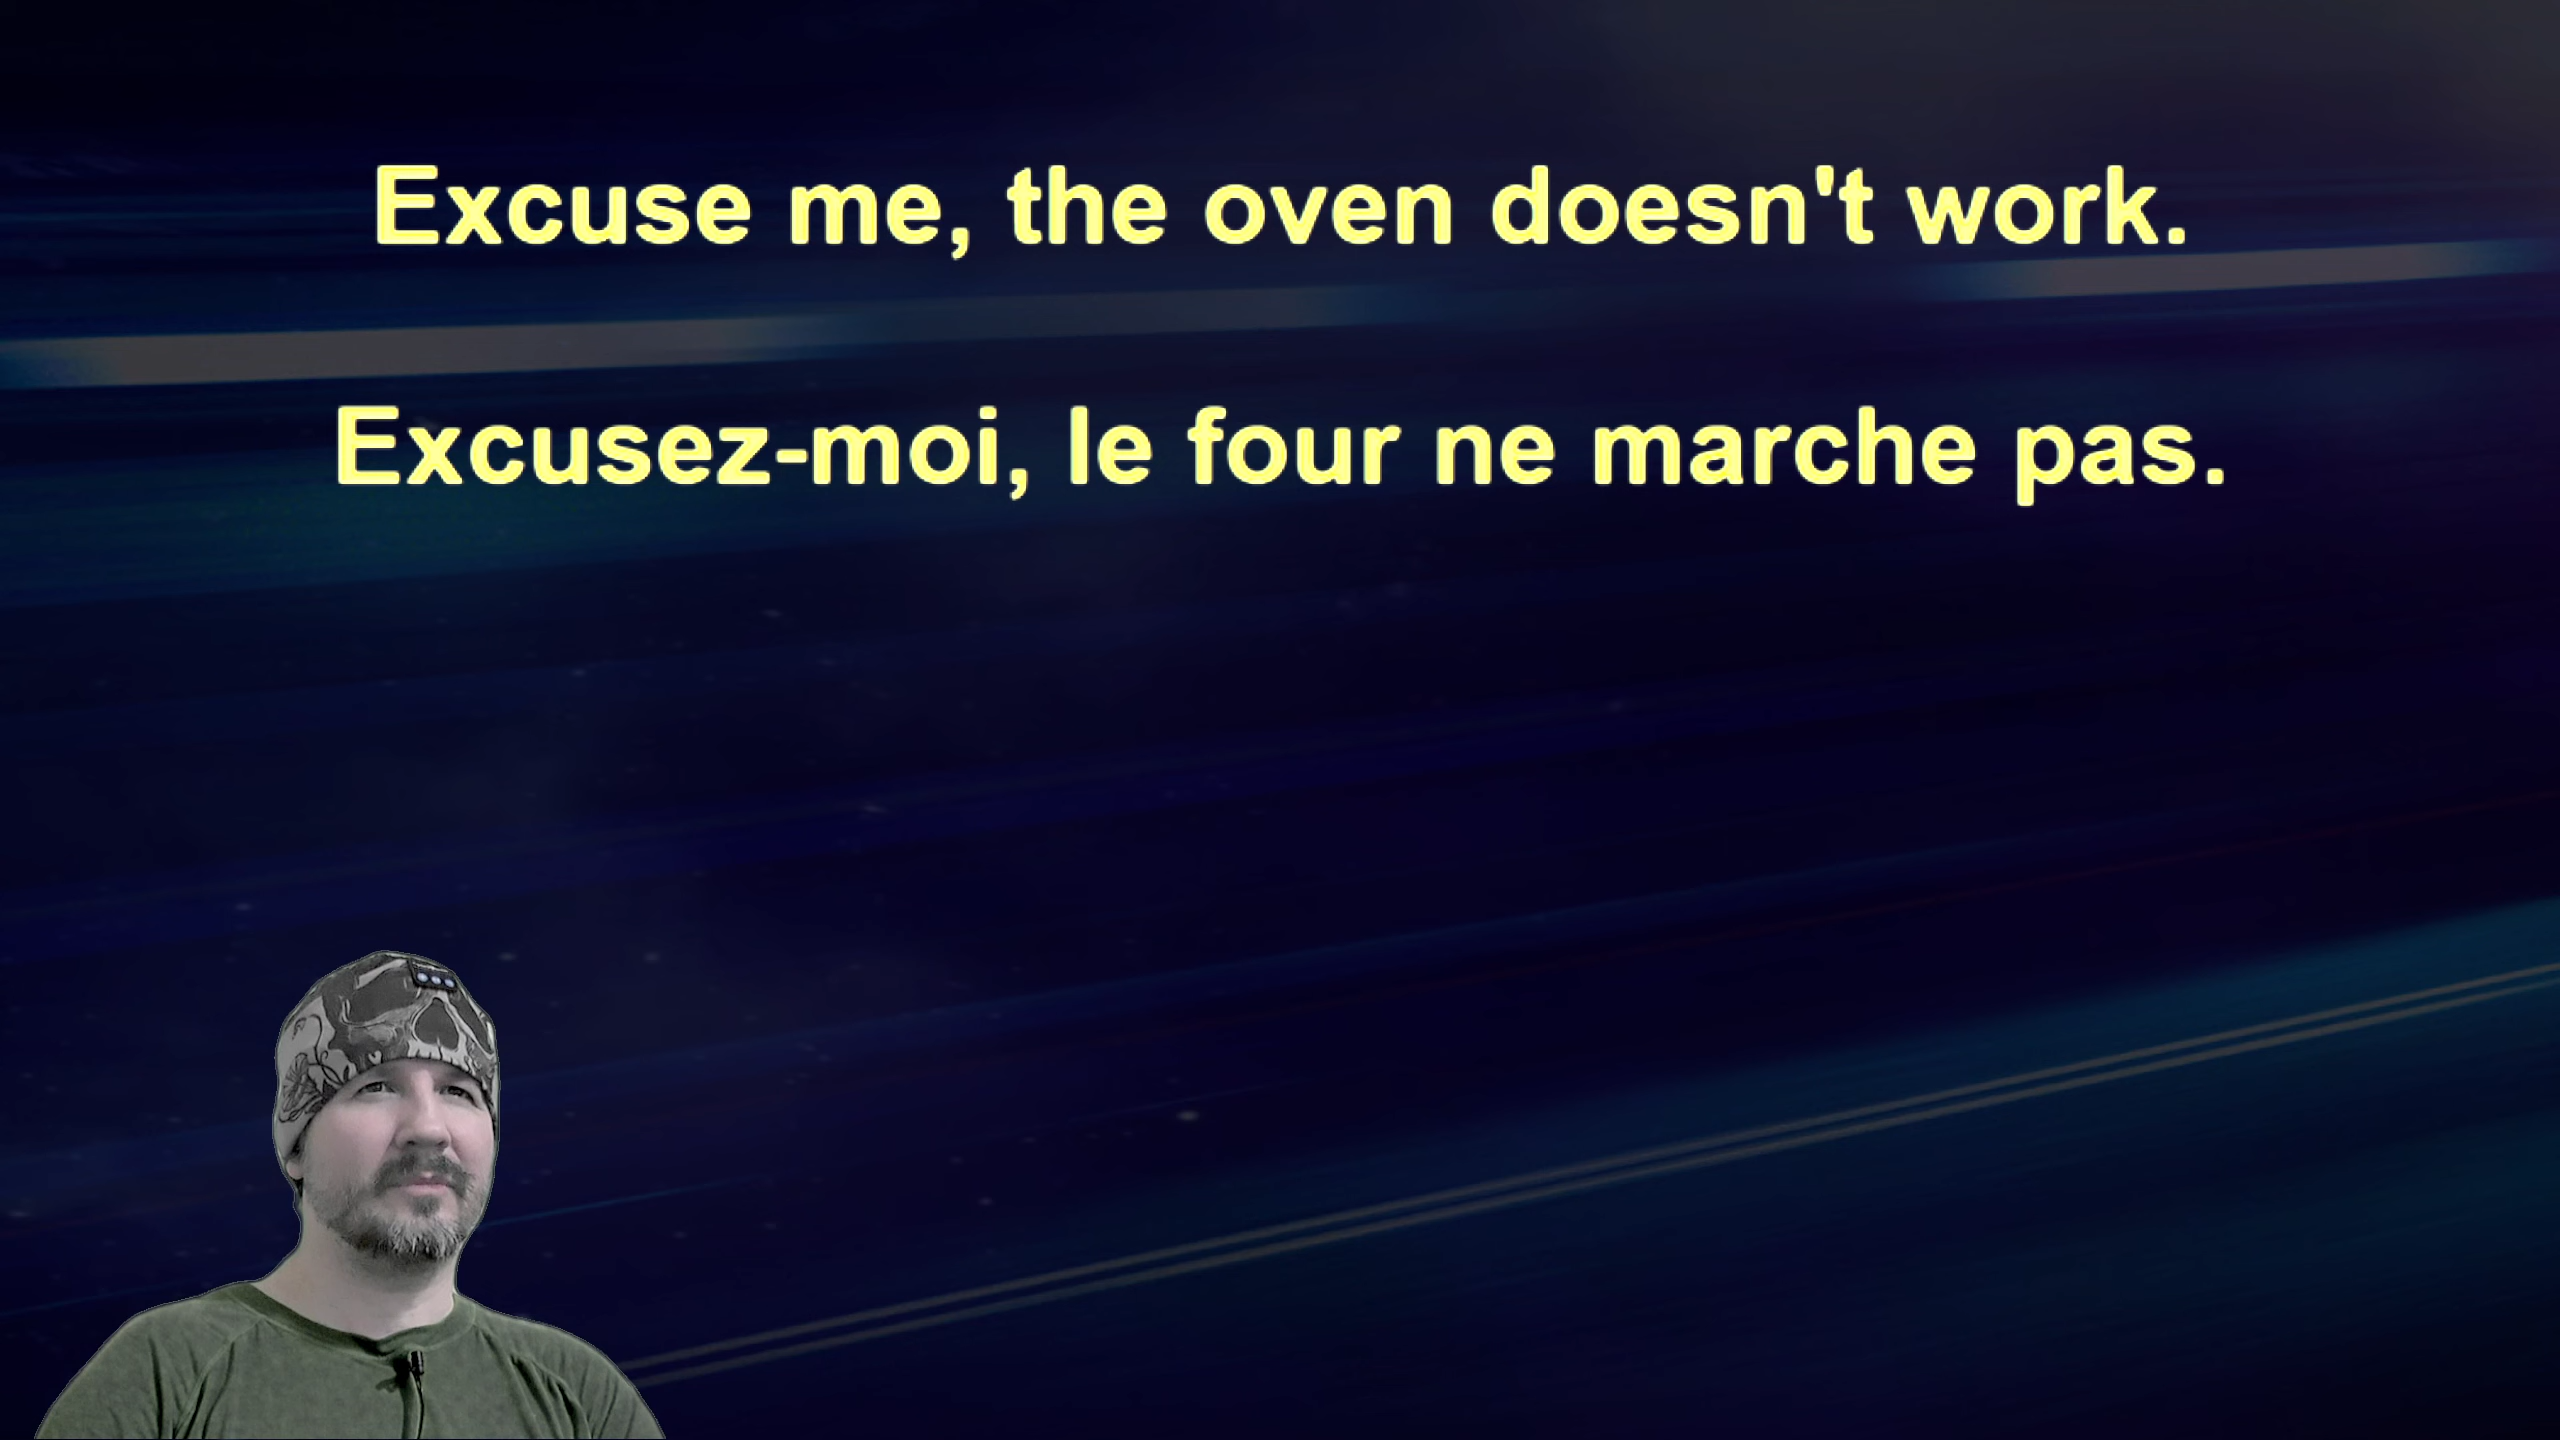 Excuse me, the oven doesn't work.
Excusez-moi, le four ne marche pas.